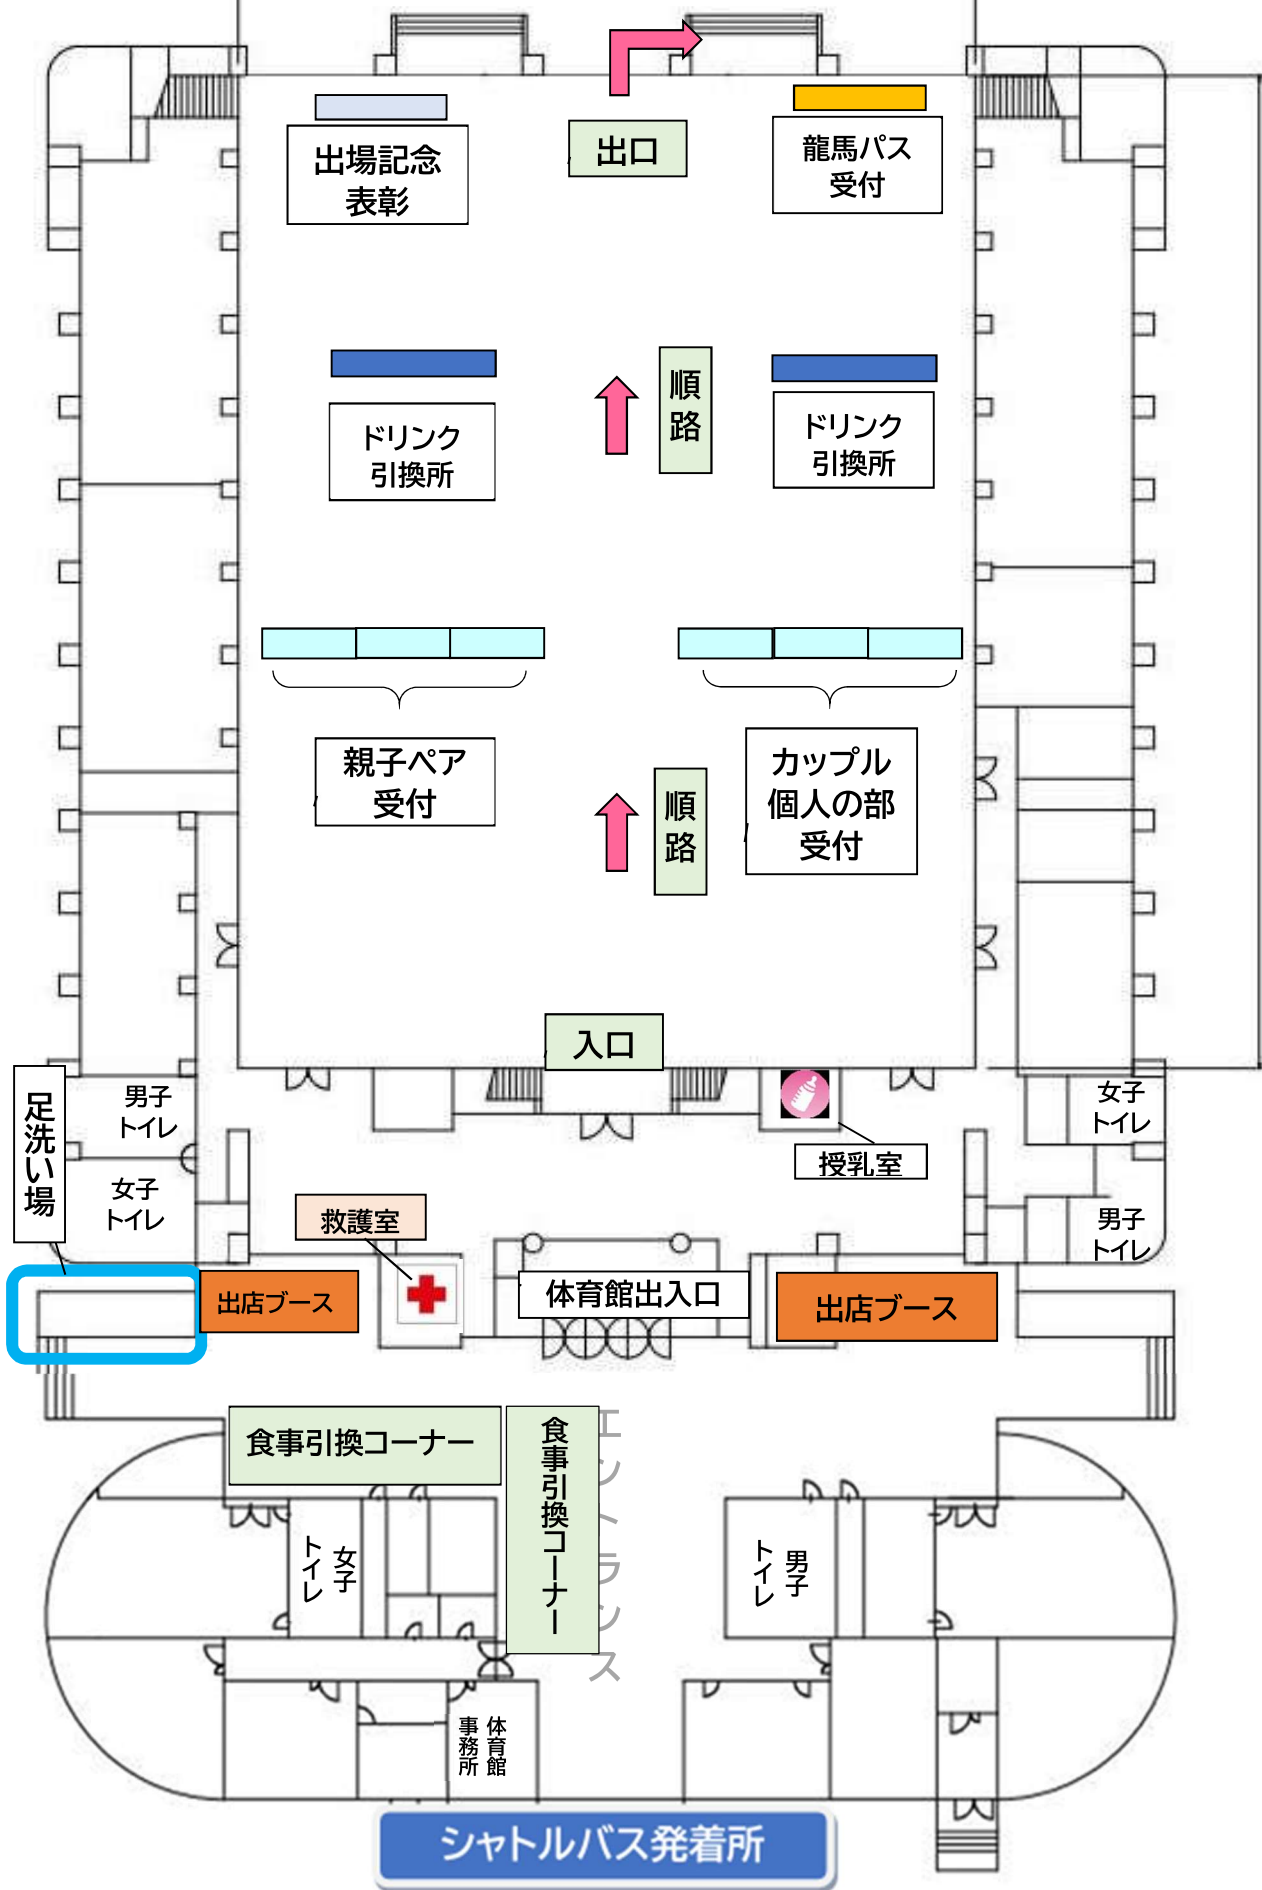 出場記念
表彰
出口
龍馬パス
受付
ドリンク
引換所
順路
ドリンク
引換所
親子ペア
受付
順路
カップル
個人の部
受付
入口
足洗い場
男子
トイレ
女子
トイレ
授乳室
女子
トイレ
男子
トイレ
救護室
出店ブース
体育館出入口
出店ブース
食事引換コーナー
食事引換コーナー
エントランス
女子
トイレ
男子
トイレ
体育館
事務所
シャトルバス発着所